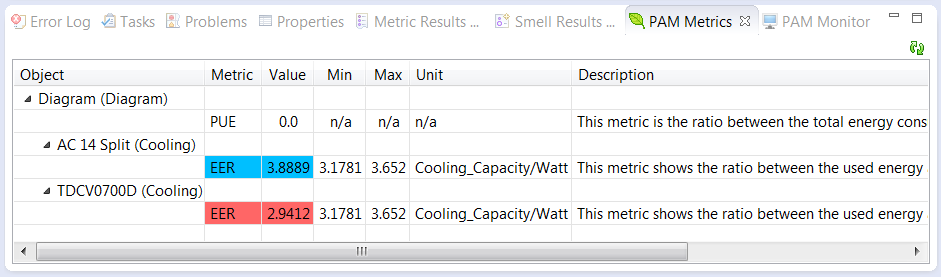 Error Log Tasks Problems Properties Metric Results ... Smell Results ... PAM Metrics PAM Monitor
Object Metric Value Min Max Unit Description
Diagram (Diagram)
PUE 0.0 n/a n/a n/a This metric is the ratio between the total energy cons
AC 14 Split (Cooling)
EER 3.8889 3.1781 3.652 Cooling_Capacity/Watt This metric shows the ratio between the used energy
TDCV0700D (Cooling)
EER 2.9412 3.1781 3.652 Cooling_Capacity/Watt This metric shows the ratio between the used energy